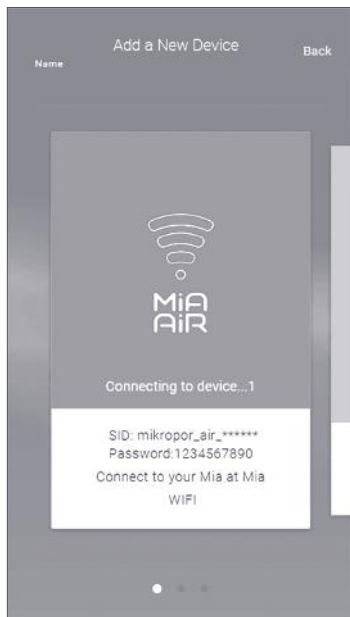 Add a New Device
Back
Name
MiA
AiR
Connecting to device...1
SID: mikropor_air_******
Password:1234567890
Connect to your Mia at Mia
WIFI